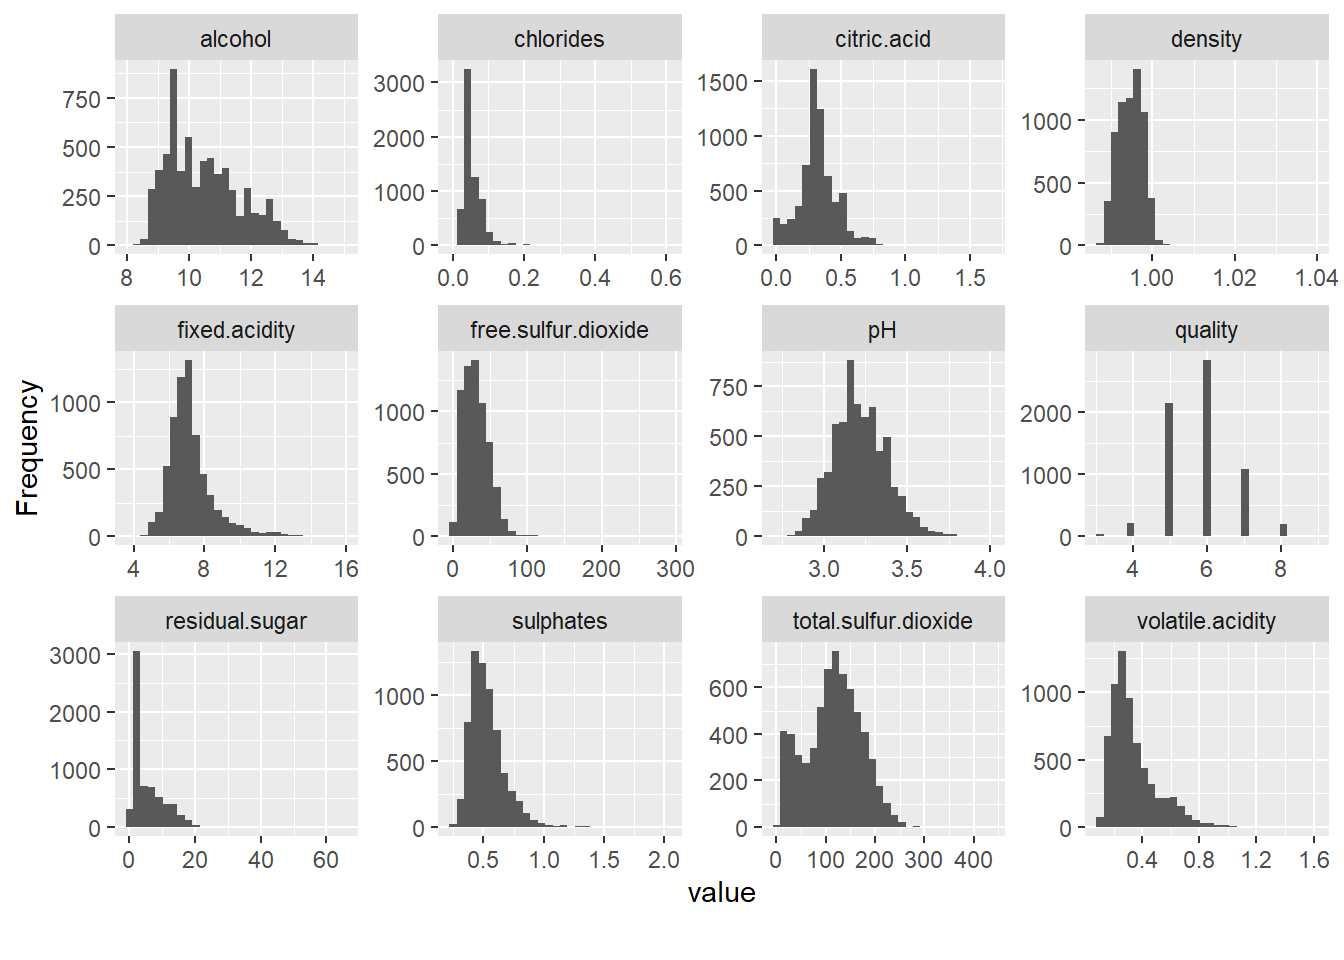 alcohol
chlorides
citric.acid
density
750
500
250
0
8 10 12 14
3000
2000
1000
0
0.0 0.2 0.4 0.6
1500
1000
500
0
0.0 0.5 1.0 1.5
1000
500
0
1.00 1.02 1.04
fixed.acidity
free.sulfur.dioxide
pH
quality
1000
500
0
4 8 12 16
1000
500
0
0 100 200 300
750
500
250
0
3.0 3.5 4.0
2000
1000
0
4 6 8
residual.sugar
sulphates
total.sulfur.dioxide
volatile.acidity
3000
2000
1000
0
0 20 40 60
1000
500
0
0.5 1.0 1.5 2.0
600
400
200
0
0 100 200 300 400
1000
500
0
0.4 0.8 1.2 1.6
Frequency
value